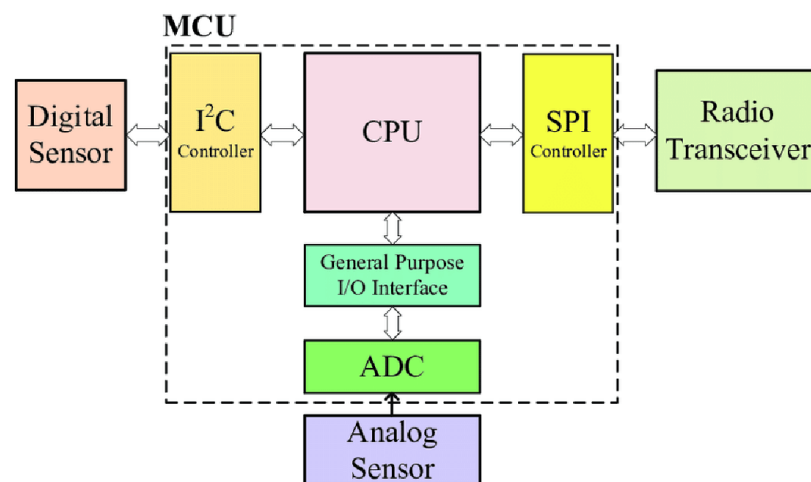 MCU
Digital
Sensor
I²C
Controller
CPU
SPI
Controller
Radio
Transceiver
General Purpose
I/O Interface
ADC
Analog
Sensor